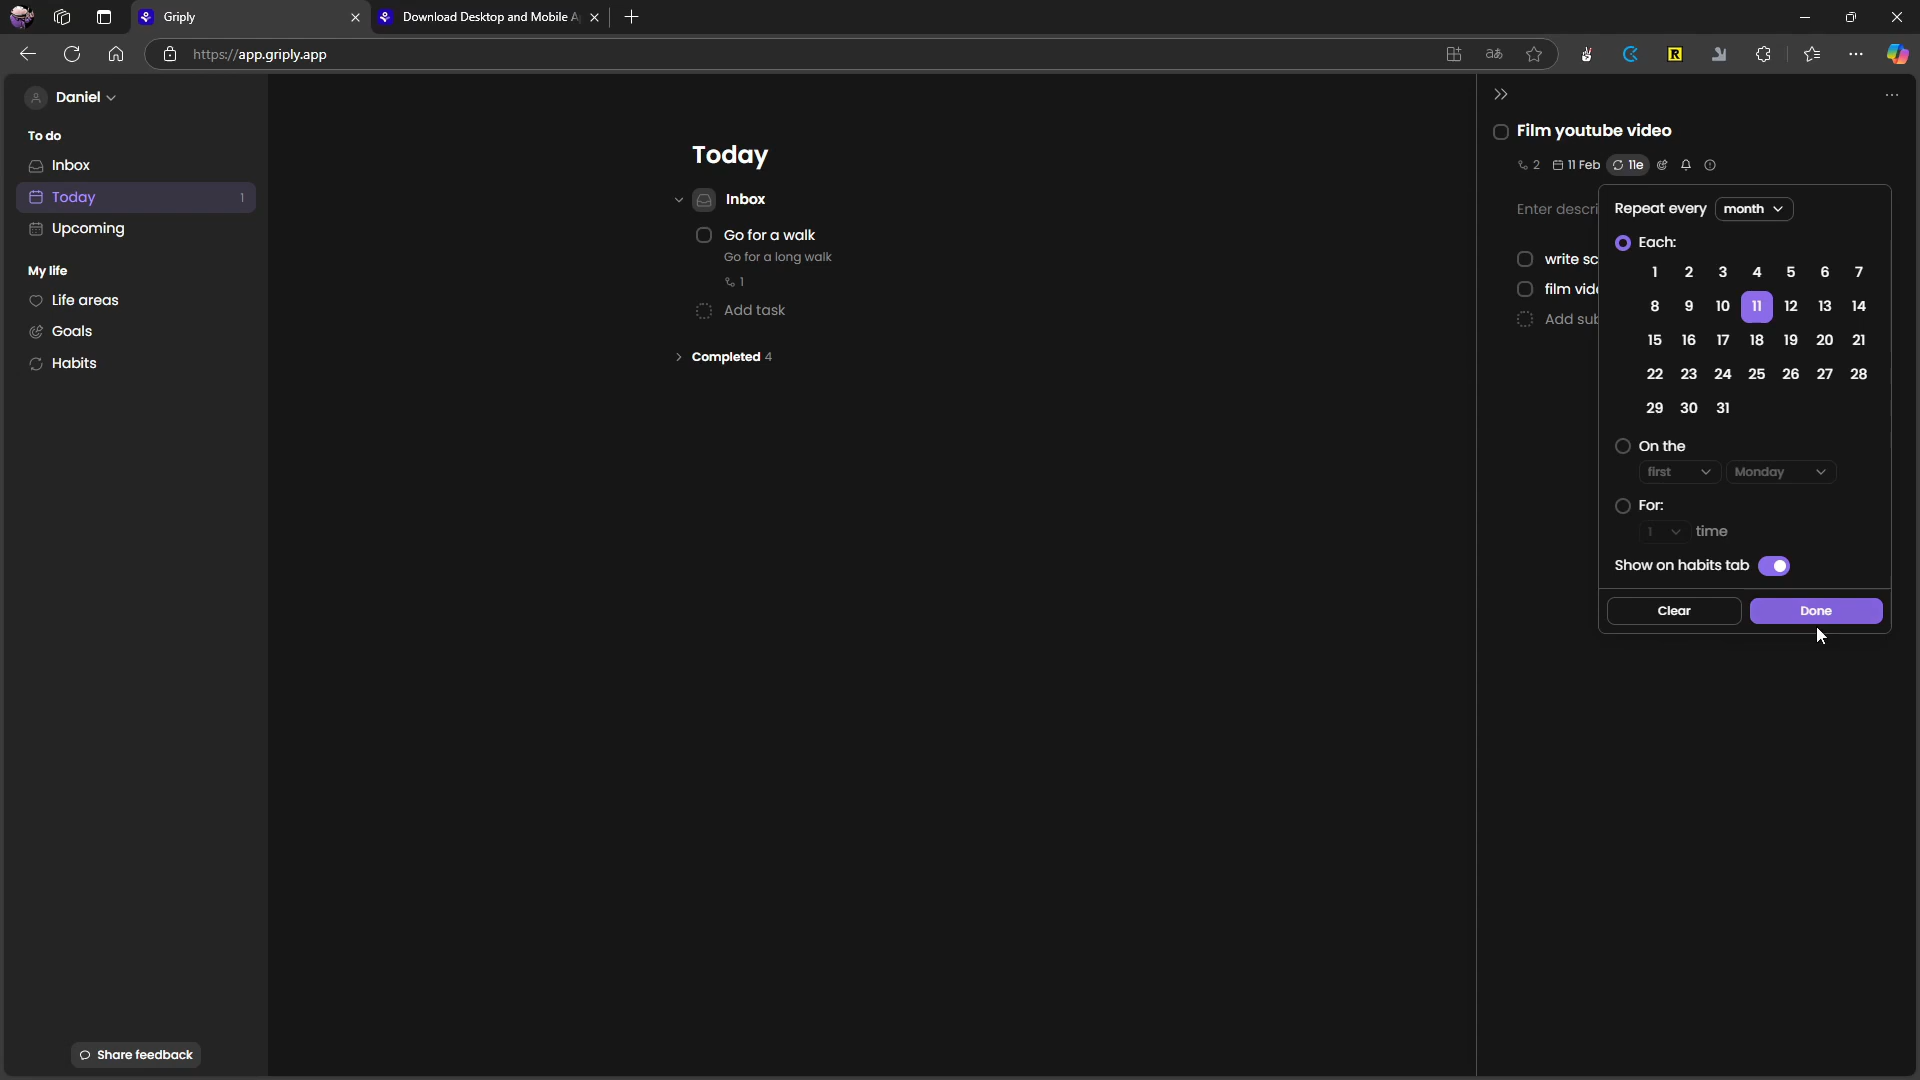 Griply
Download Desktop and Mobile A
https://app.griply.app
Daniel
To do
Inbox
Today 1
Upcoming
My life
Life areas
Goals
Habits
Share feedback
Today
Inbox
Go for a walk
Go for a long walk
1
Add task
Completed 4
Film youtube video
2 11 Feb 11e
Enter descri
write sc
film vide
Add sub
Repeat every month
Each:
1 2 3 4 5 6 7
8 9 10 11 12 13 14
15 16 17 18 19 20 21
22 23 24 25 26 27 28
29 30 31
On the
first Monday
For:
1 time
Show on habits tab
Clear Done